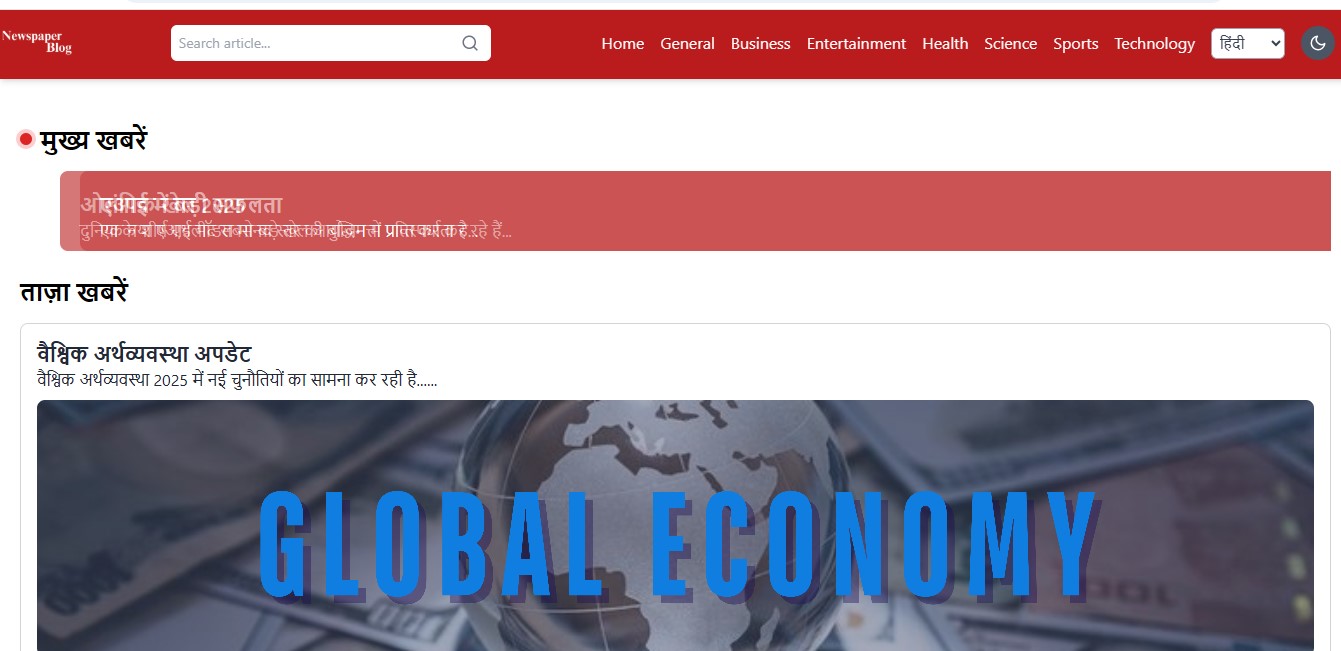 Newspaper
Blog
Search article...
Home General Business Entertainment Health Science Sports Technology
हिंदी
मुख्य खबरें
ताज़ा खबरें
वैश्विक अर्थव्यवस्था अपडेट
वैश्विक अर्थव्यवस्था 2025 में नई चुनौतियों का सामना कर रही है......
GLOBAL ECONOMY